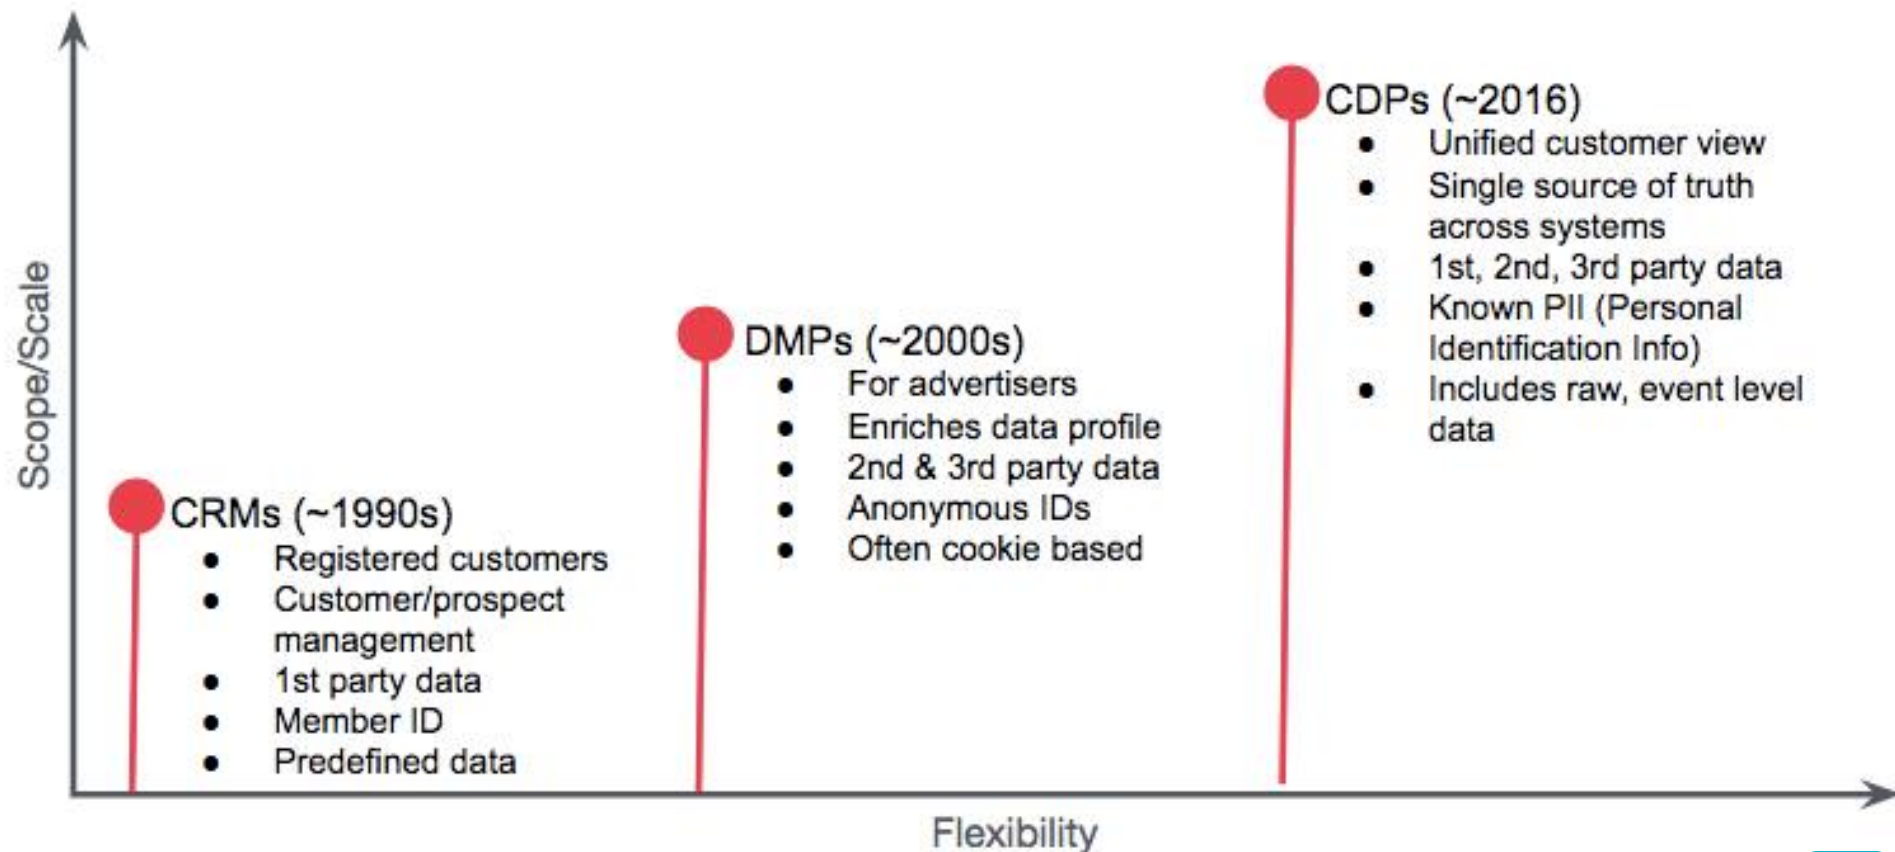 Scope/Scale
CRMs (~1990s)
● Registered customers
● Customer/prospect
management
● 1st party data
● Member ID
● Predefined data
DMPs (~2000s)
● For advertisers
● Enriches data profile
● 2nd & 3rd party data
● Anonymous IDs
● Often cookie based
CDPs (~2016)
● Unified customer view
● Single source of truth
across systems
● 1st, 2nd, 3rd party data
● Known PII (Personal
Identification Info)
● Includes raw, event level
data
Flexibility